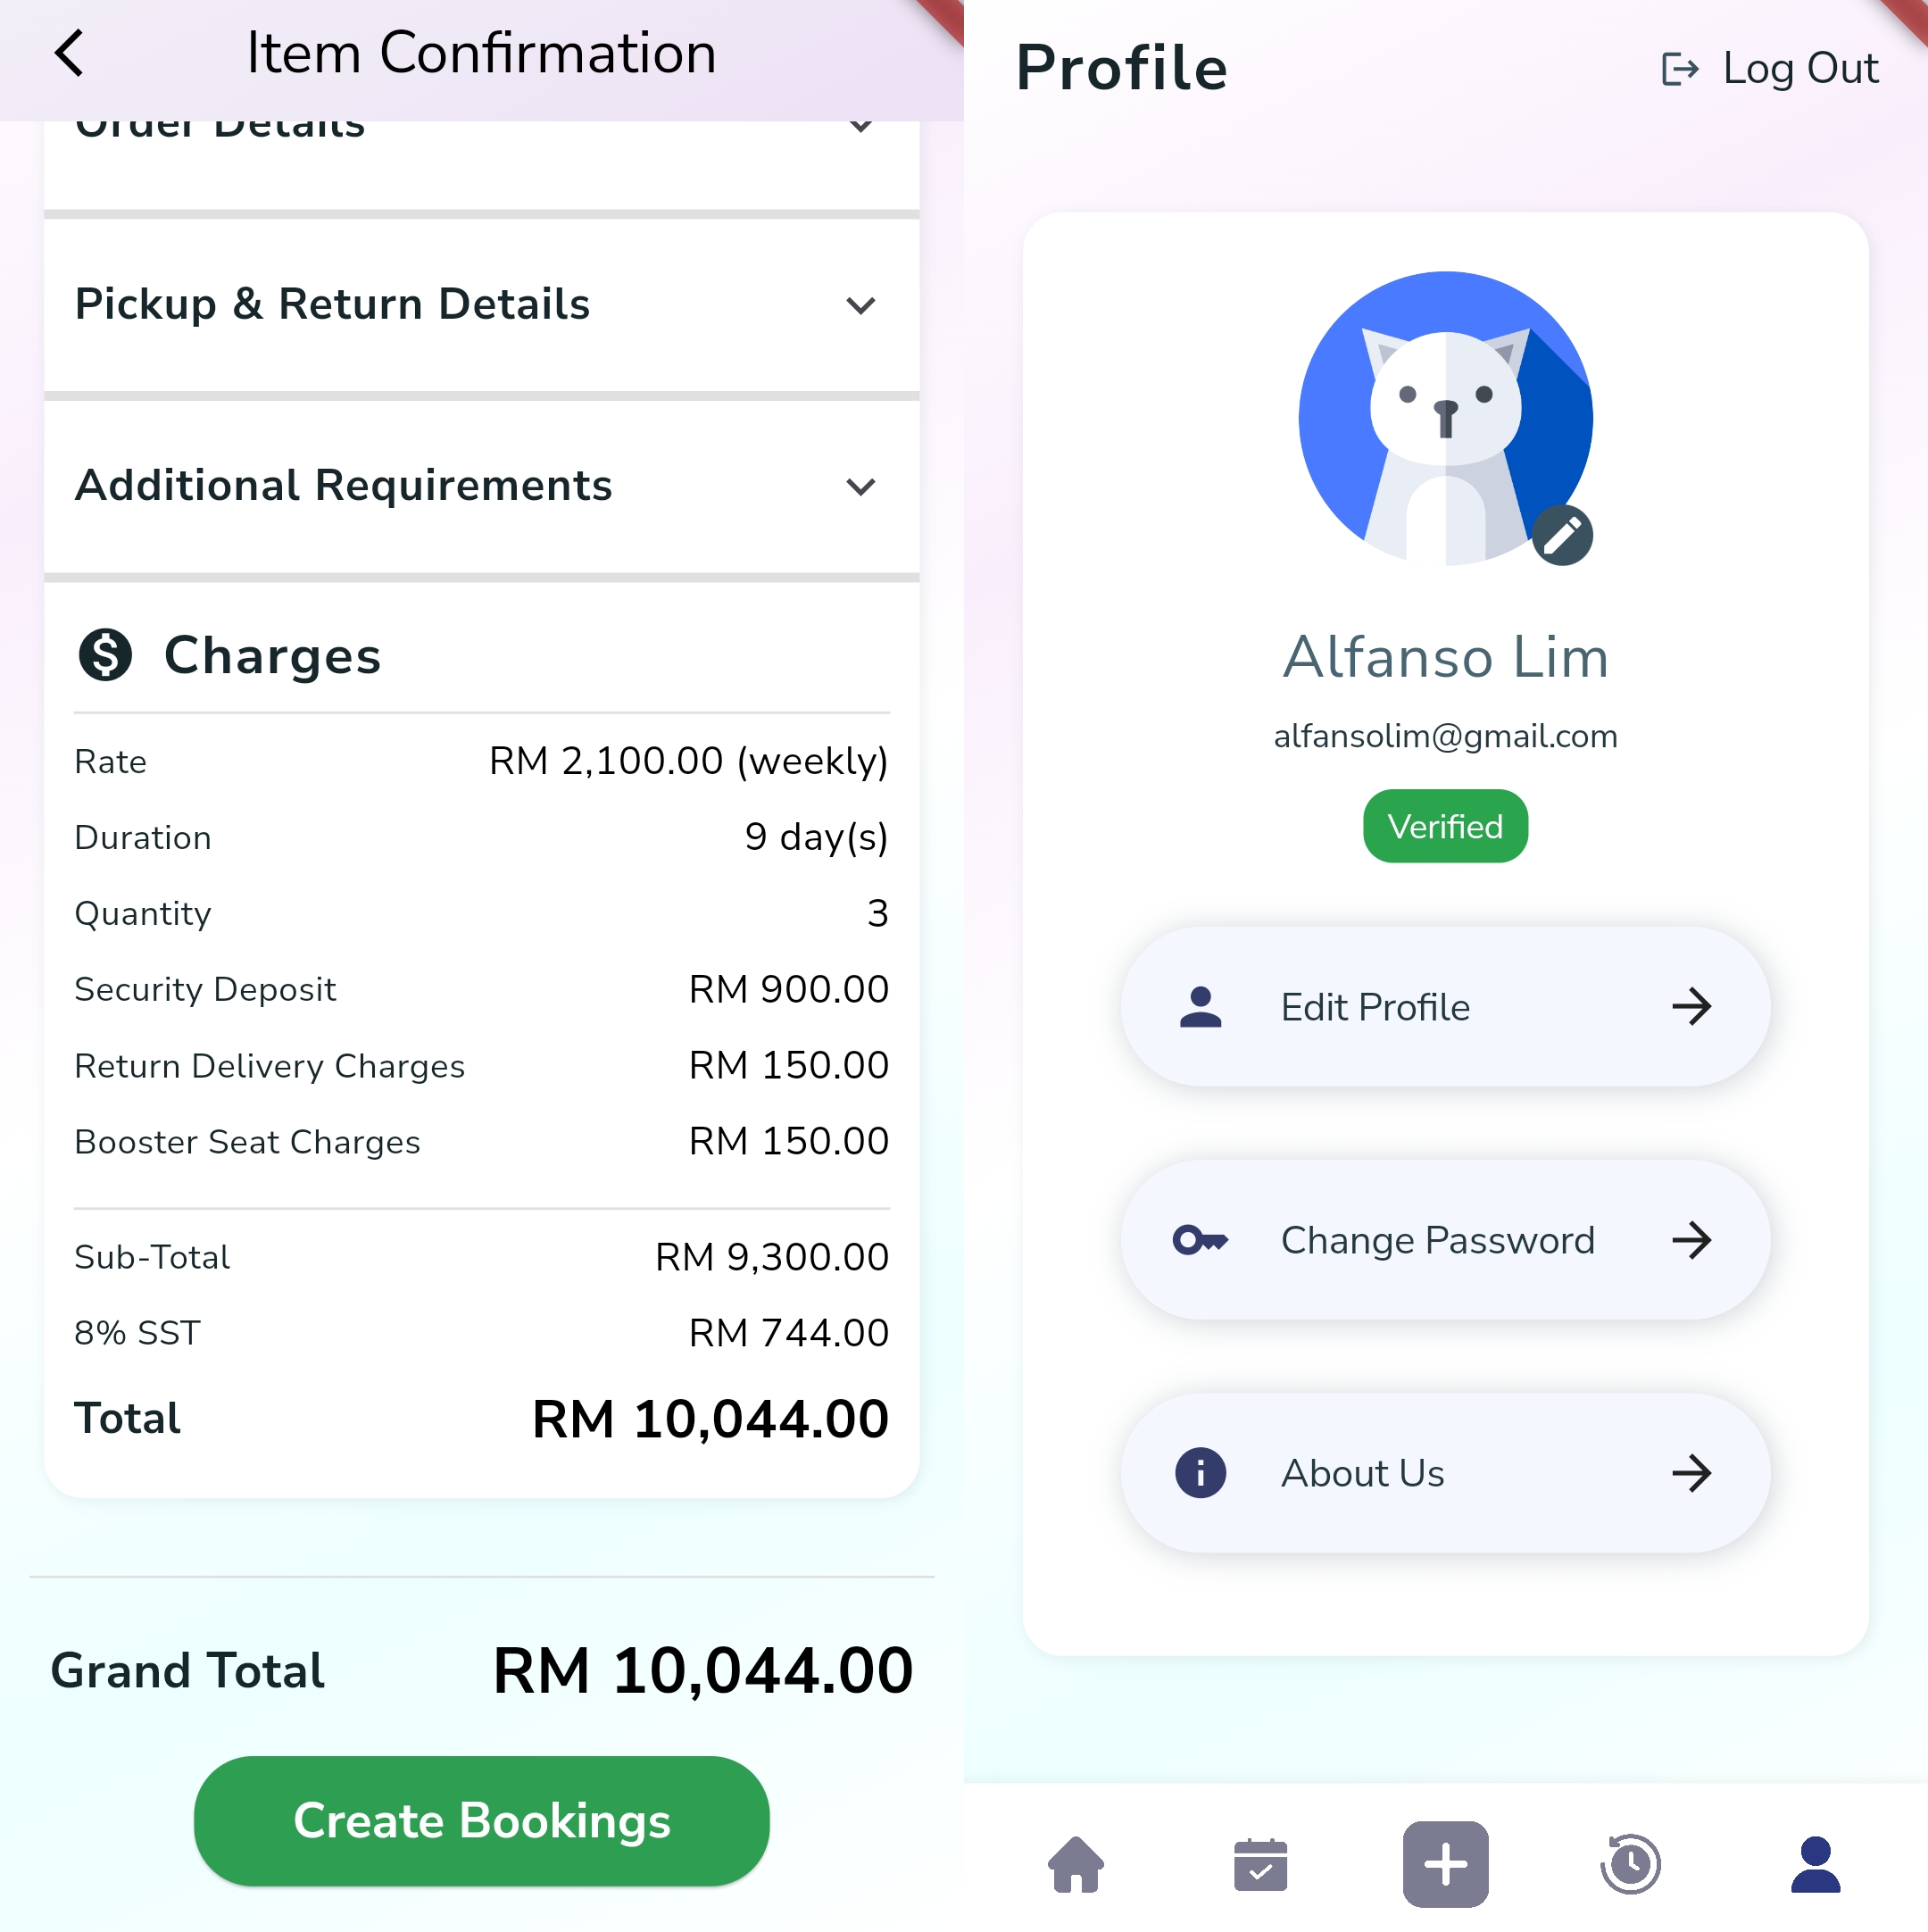 Item Confirmation
Order Details
Pickup & Return Details
Additional Requirements
Charges
Rate RM 2,100.00 (weekly)
Duration 9 day(s)
Quantity 3
Security Deposit RM 900.00
Return Delivery Charges RM 150.00
Booster Seat Charges RM 150.00
Sub-Total RM 9,300.00
8% SST RM 744.00
Total RM 10,044.00
Grand Total RM 10,044.00
Create Bookings
Profile
Log Out
Alfanso Lim
alfansolim@gmail.com
Verified
Edit Profile
Change Password
About Us